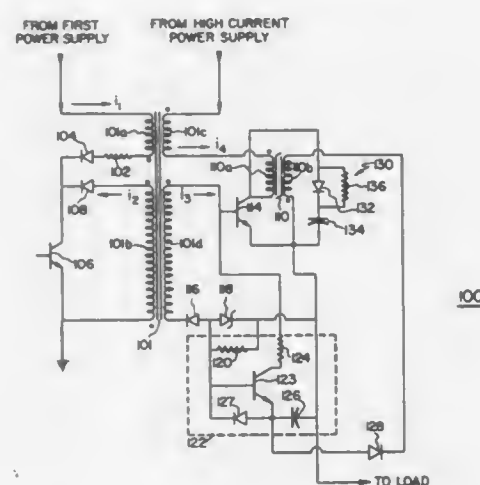 FROM FIRST
POWER SUPPLY
FROM HIGH CURRENT
POWER SUPPLY
i₁
104
101a
101c
102
i₄
110a
110b
130
136
108
i₂
i₃
114
110
132
134
106
101b
101d
116
118
100
101
120
124
123
127
126
122
128
TO LOAD